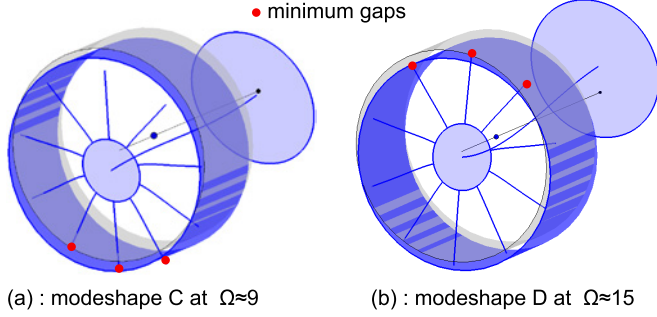 minimum gaps
(a) : modeshape C at Ω≈9
(b) : modeshape D at Ω≈15